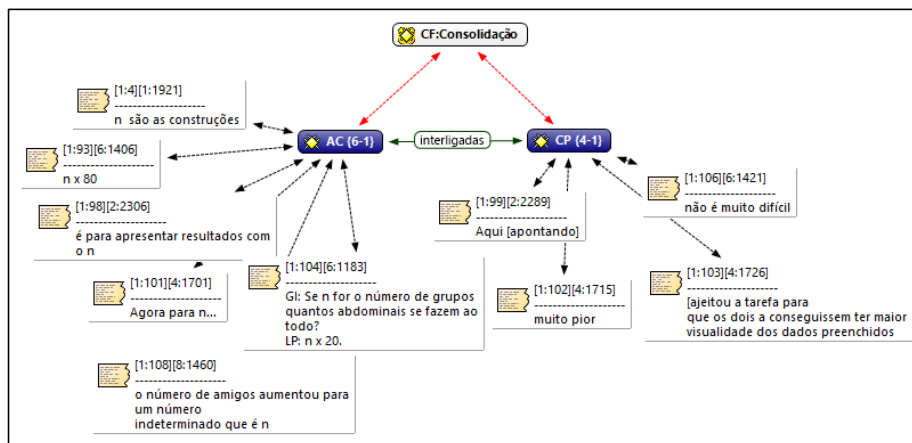 CF:Consolidação
[1:4][1:1921]
--------------------
n são as construções
AC {6-1}
interligadas
CP {4-1}
[1:93][6:1406]
--------------------
n x 80
[1:106][6:1421]
--------------------
não é muito difícil
[1:98][2:2306]
--------------------
é para apresentar resultados com
o n
[1:99][2:2289]
--------------------
Aqui [apontando]
[1:104][6:1183]
--------------------
GI: Se n for o número de grupos
quantos abdominais se fazem ao
todo?
LP: n x 20.
[1:101][4:1701]
--------------------
Agora para n...
[1:102][4:1715]
--------------------
muito pior
[1:103][4:1726]
--------------------
[ajeitou a tarefa para
que os dois a conseguissem ter maior
visualidade dos dados preenchidos
[1:108][8:1460]
--------------------
o número de amigos aumentou para
um número
indeterminado que é n